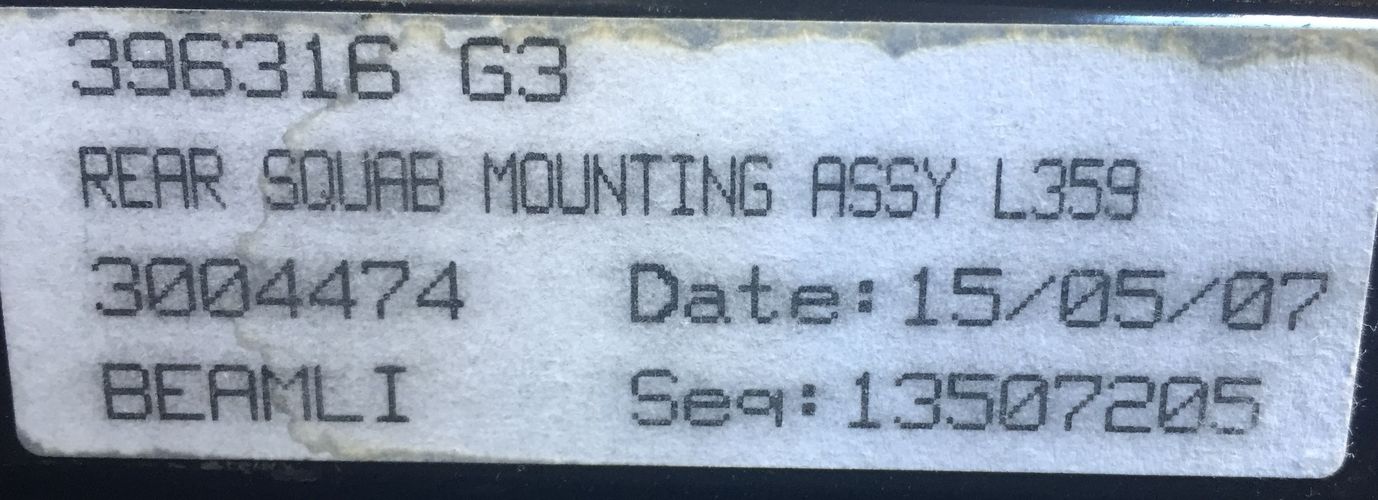 396316 G3
REAR SQUAB MOUNTING ASSY L359
3004474 Date:15/05/07
BEAMLI Seq:13507205